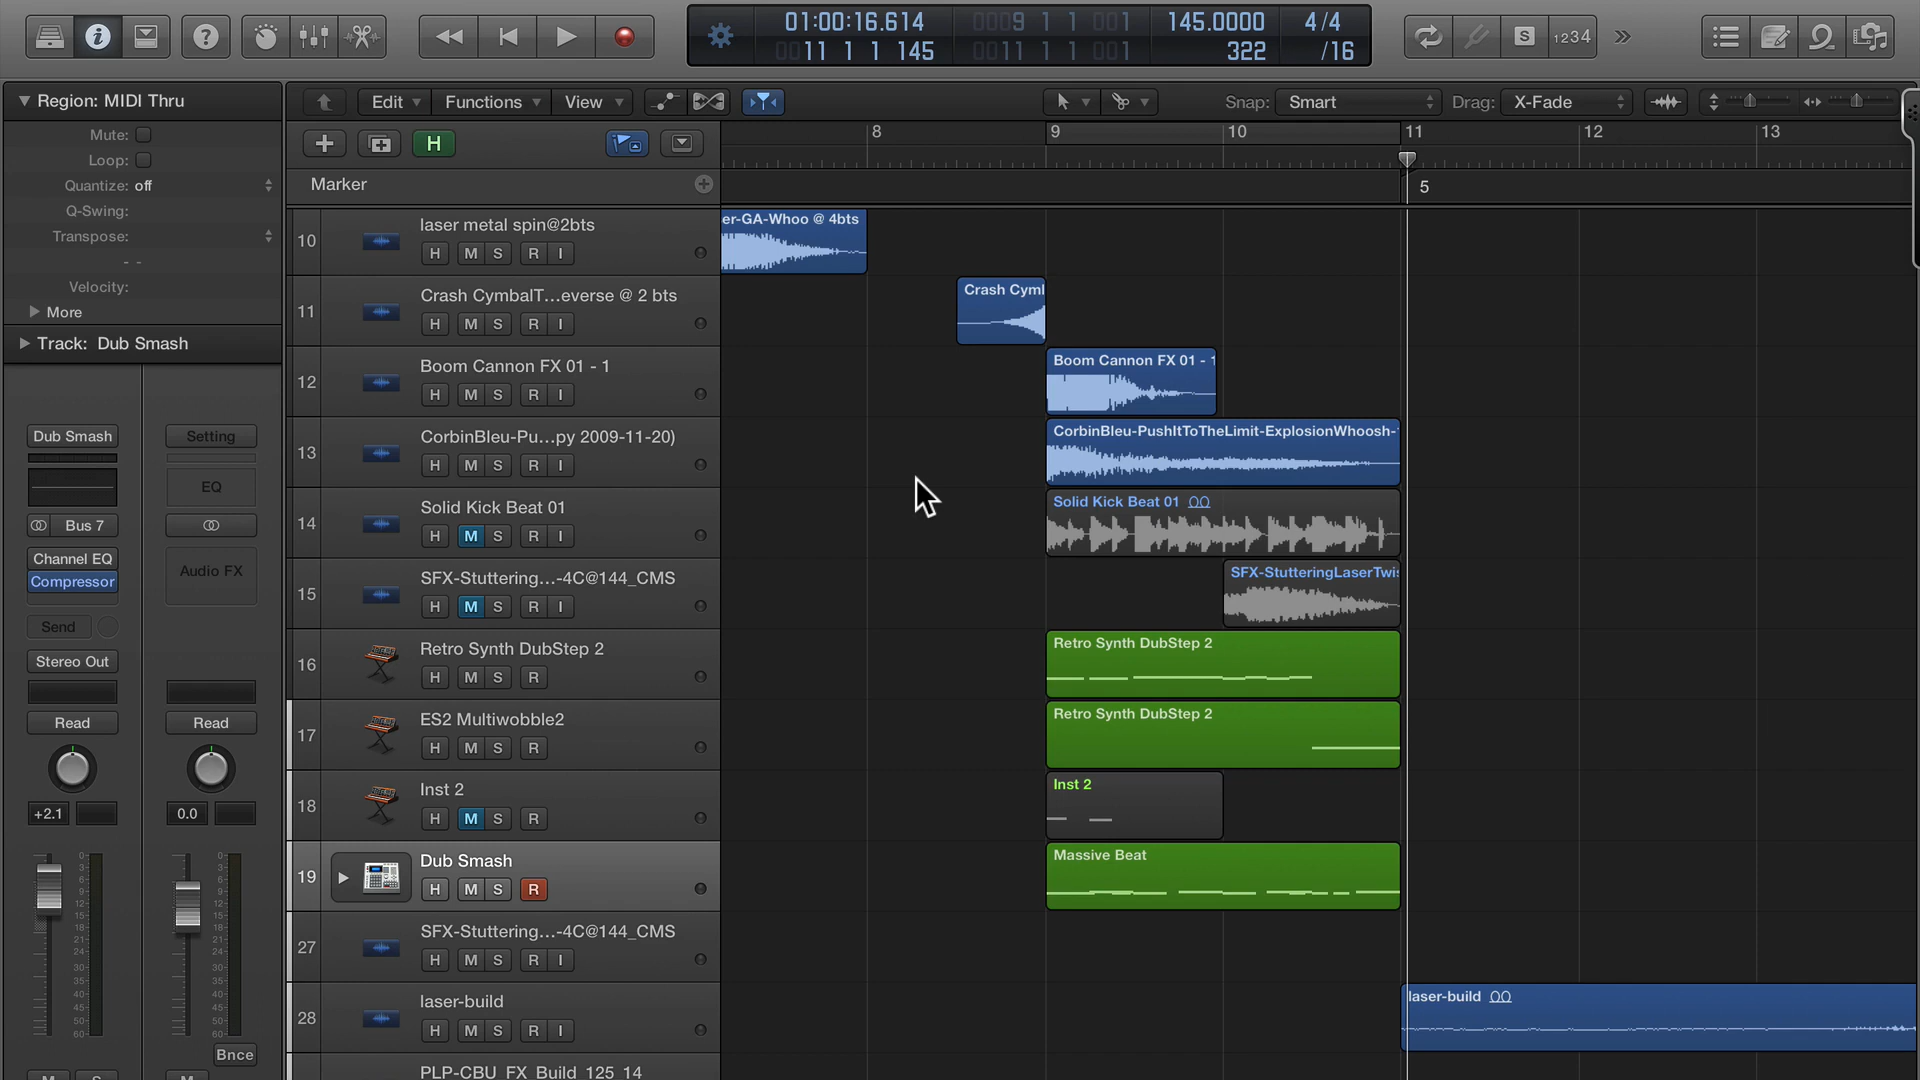 01:00:16.614
0009 1 1 001
145.0000
4/4
0011 1 1 145
0011 1 1 001
322
/16
S
1234
Region: MIDI Thru
Mute:
Loop:
Quantize: off
Q-Swing:
Transpose:
- -
Velocity:
More
Track: Dub Smash
Dub Smash
Setting
EQ
Bus 7
Channel EQ
Compressor
Audio FX
Send
Stereo Out
Read
Read
+2.1
0.0
Bnce
Edit
Functions
View
Snap: Smart
Drag: X-Fade
H
8
9
10
11
12
13
Marker
5
10
laser metal spin@2bts
H M S R I
er-GA-Whoo @ 4bts
11
Crash CymbalT...everse @ 2 bts
H M S R I
Crash Cymb
12
Boom Cannon FX 01 - 1
H M S R I
Boom Cannon FX 01 - 1
13
CorbinBleu-Pu...py 2009-11-20)
H M S R I
CorbinBleu-PushItToTheLimit-ExplosionWhoosh-
14
Solid Kick Beat 01
H M S R I
Solid Kick Beat 01
15
SFX-Stuttering...-4C@144_CMS
H M S R I
SFX-StutteringLaserTwis
16
Retro Synth DubStep 2
H M S R
Retro Synth DubStep 2
17
ES2 Multiwobble2
H M S R
Retro Synth DubStep 2
18
Inst 2
H M S R
Inst 2
19
Dub Smash
H M S R
Massive Beat
27
SFX-Stuttering...-4C@144_CMS
H M S R I
28
laser-build
H M S R I
laser-build
PLP-CBU_FX_Build_125_14